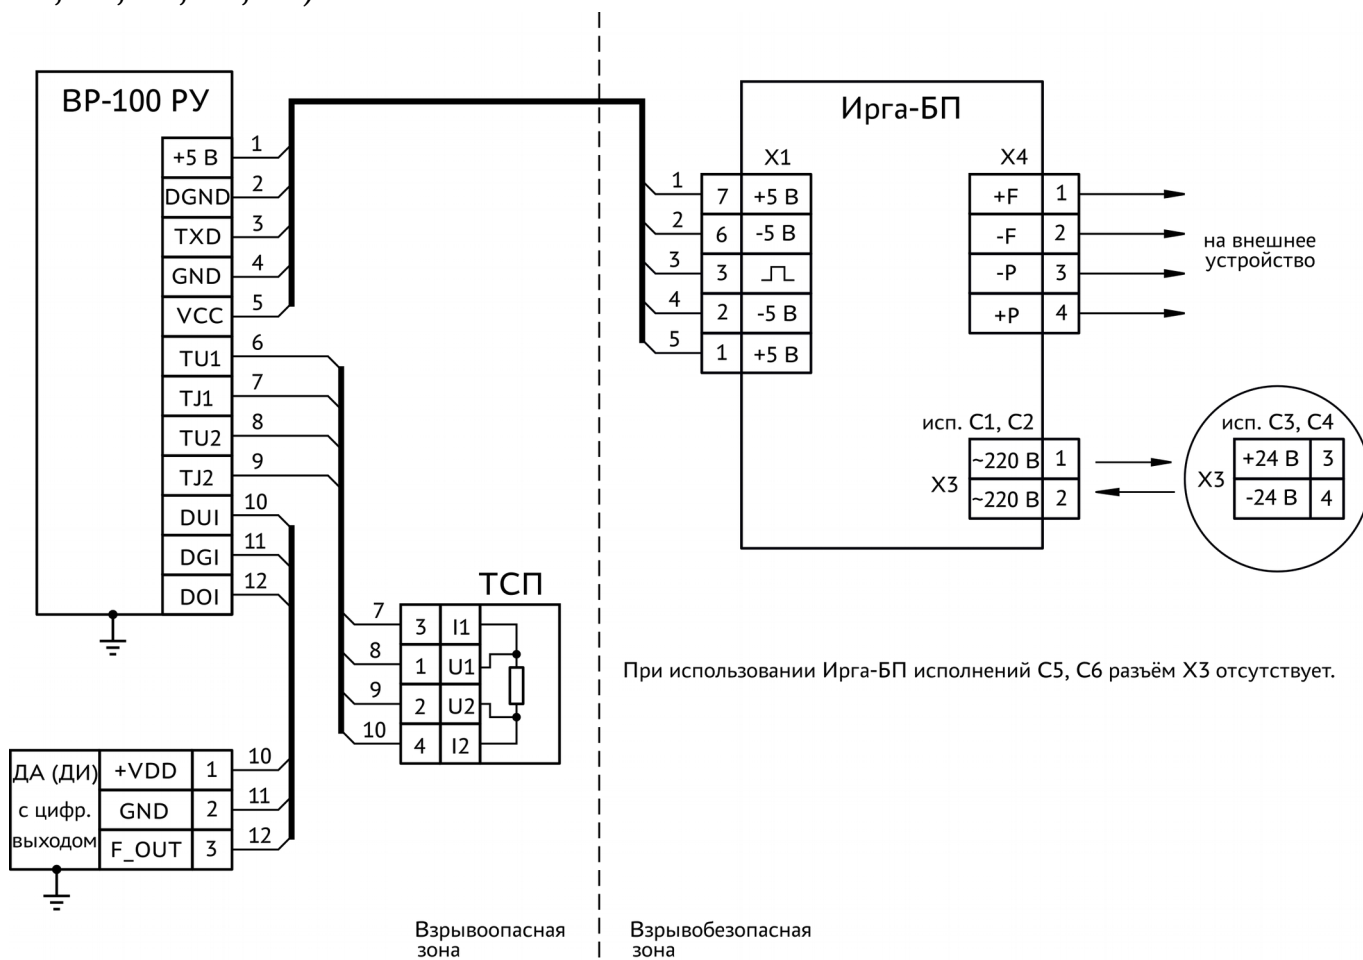 ВР-100 РУ
+5 В 1
DGND 2
TXD 3
GND 4
VCC 5
TU1 6
TJ1 7
TU2 8
TJ2 9
DUI 10
DGI 11
DOI 12
Ирга-БП
X1
1 7 +5 В
2 6 -5 В
3 3
4 2 -5 В
5 1 +5 В
X4
+F 1
-F 2
-P 3
+P 4
на внешнее
устройство
исп. С1, С2
X3
~220 В 1
~220 В 2
исп. С3, С4
X3
+24 В 3
-24 В 4
ТСП
7 3 I1
8 1 U1
9 2 U2
10 4 I2
При использовании Ирга-БП исполнений С5, С6 разъём X3 отсутствует.
ДА (ДИ)
с цифр.
выходом
+VDD 1 10
GND 2 11
F_OUT 3 12
Взрывоопасная
зона
Взрывобезопасная
зона